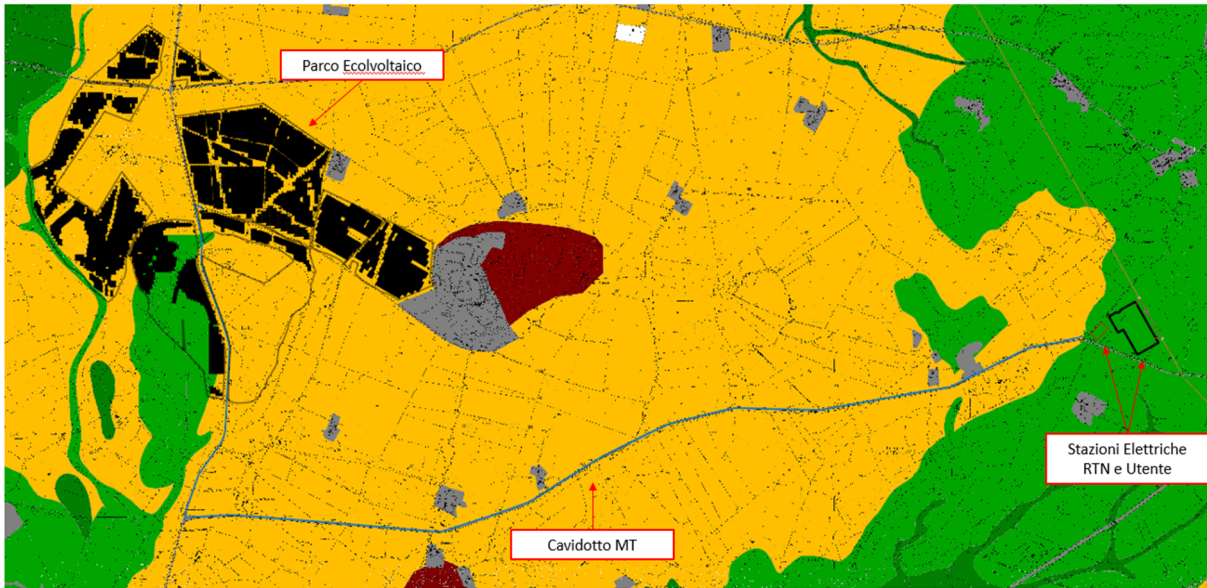 Parco Ecolvoltaico
Stazioni Elettriche
RTN e Utente
Cavidotto MT